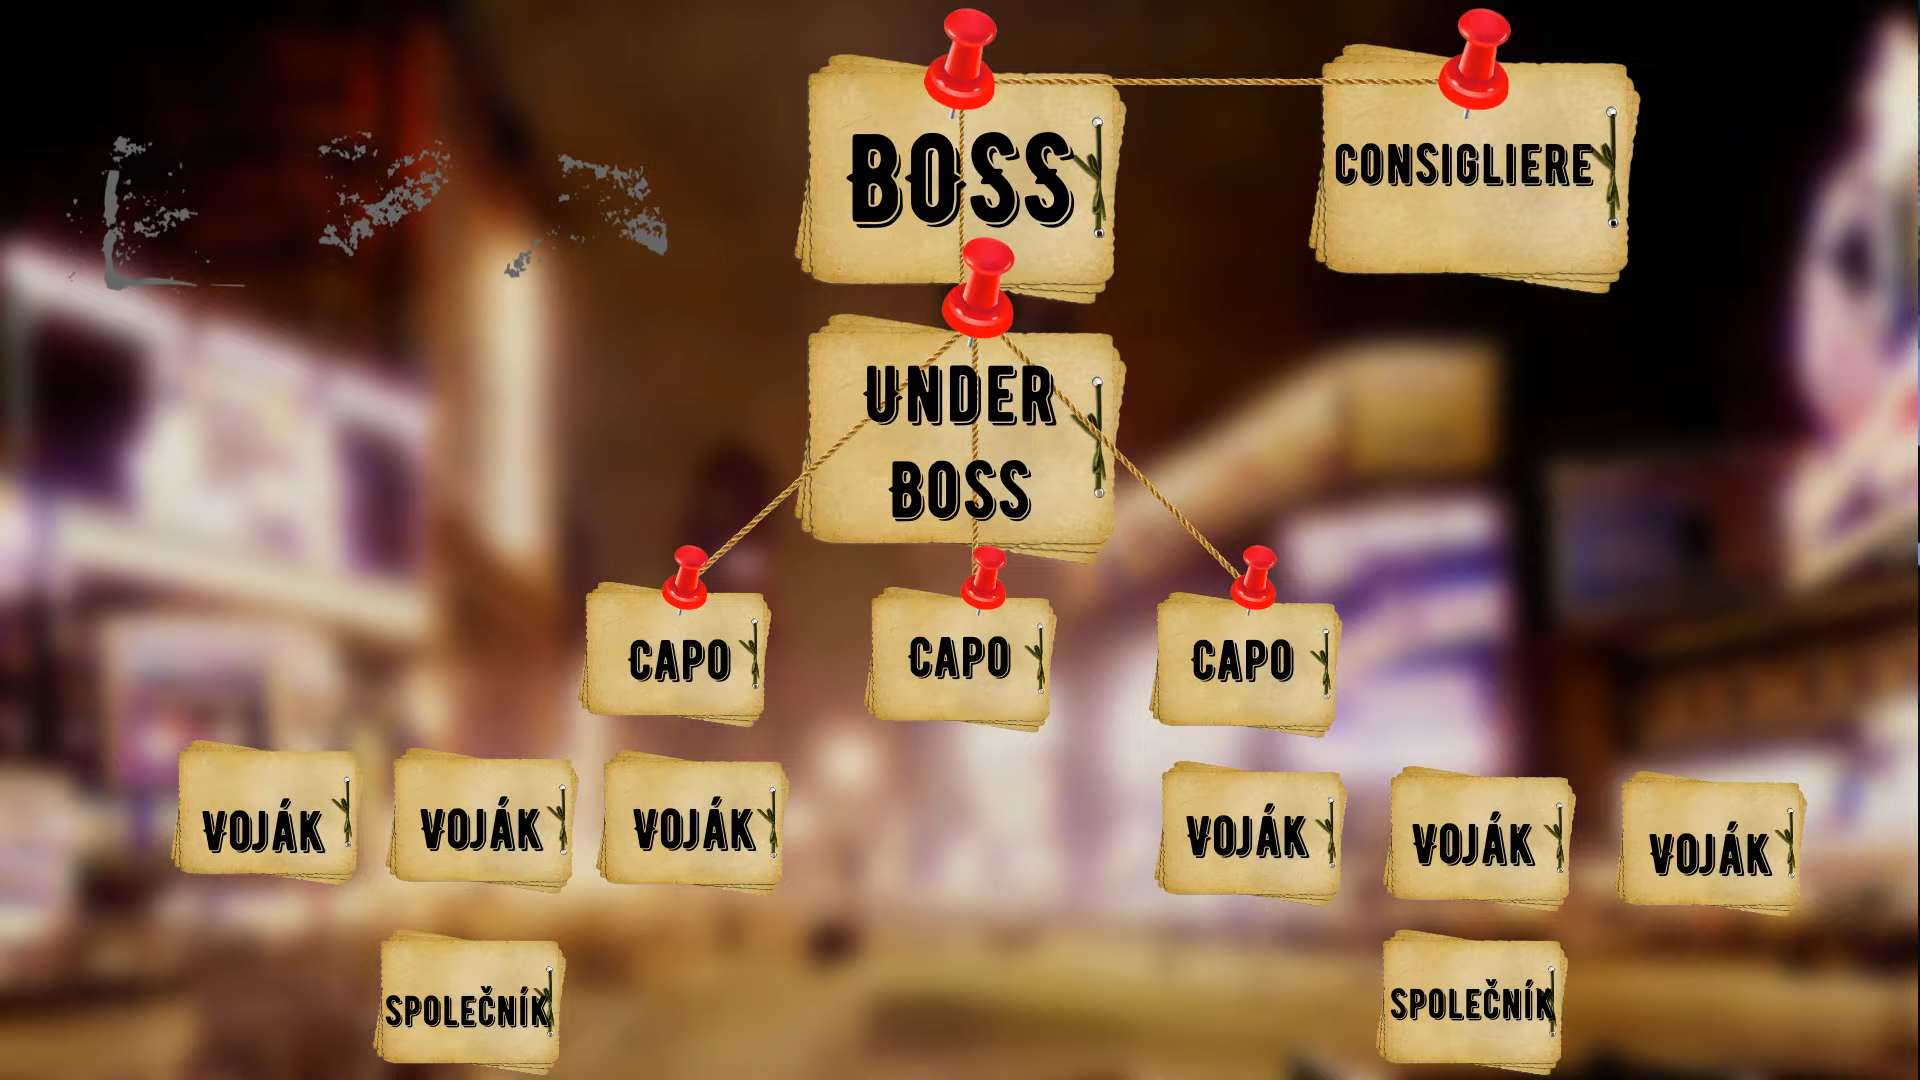 BOSS
CONSIGLIERE
UNDER
BOSS
CAPO
CAPO
CAPO
VOJÁK
VOJÁK
VOJÁK
VOJÁK
VOJÁK
VOJÁK
SPOLEČNÍK
SPOLEČNÍK